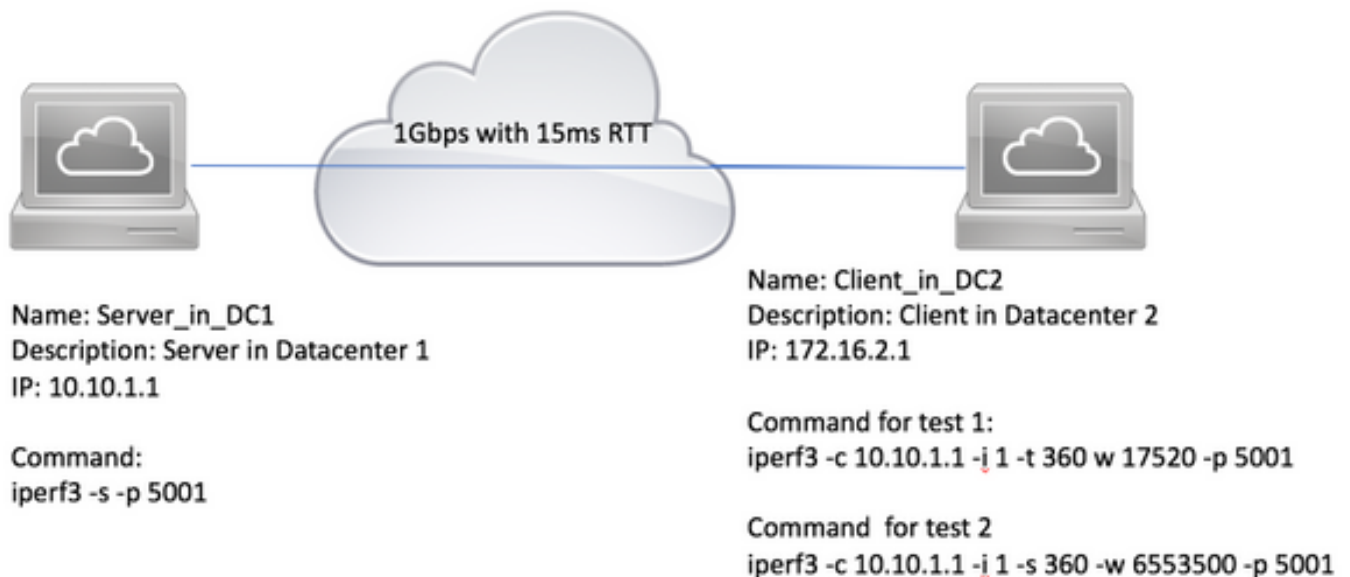 1Gbps with 15ms RTT
Name: Server_in_DC1
Description: Server in Datacenter 1
IP: 10.10.1.1
Command:
iperf3 -s -p 5001
Name: Client_in_DC2
Description: Client in Datacenter 2
IP: 172.16.2.1
Command for test 1:
iperf3 -c 10.10.1.1 -i 1 -t 360 w 17520 -p 5001
Command for test 2
iperf3 -c 10.10.1.1 -i 1 -s 360 -w 6553500 -p 5001